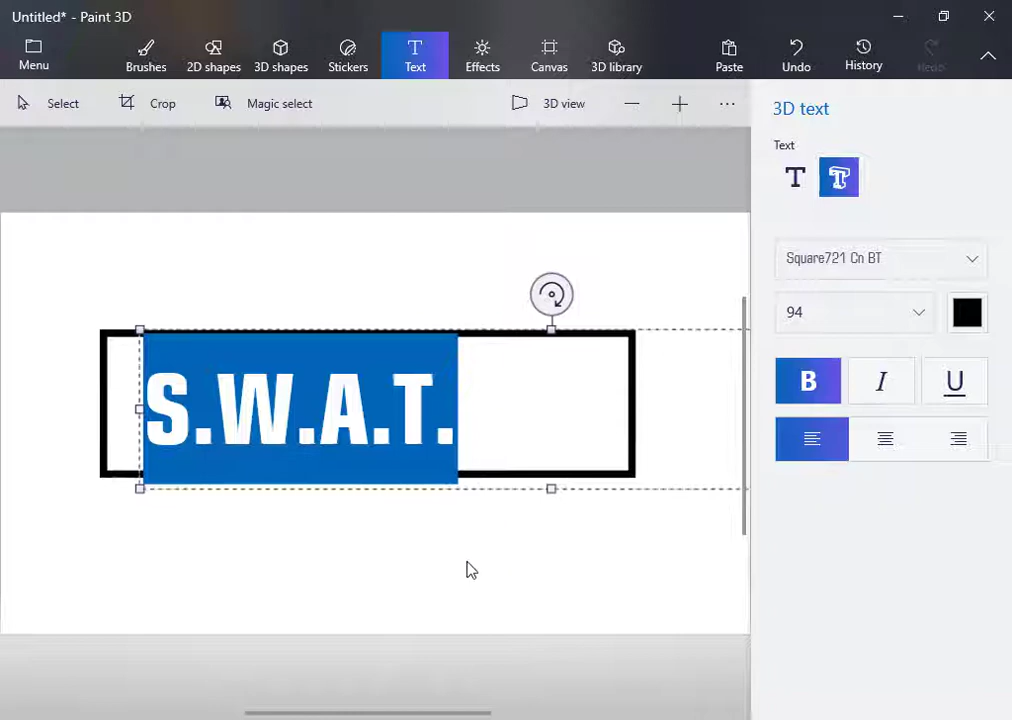 Untitled* - Paint 3D
Menu
Brushes
2D shapes
3D shapes
Stickers
Text
Effects
Canvas
3D library
Paste
Undo
History
Redo
Select
Crop
Magic select
3D view
3D text
Text
T
T
Square721 Cn BT
94
B
I
U
S.W.A.T.